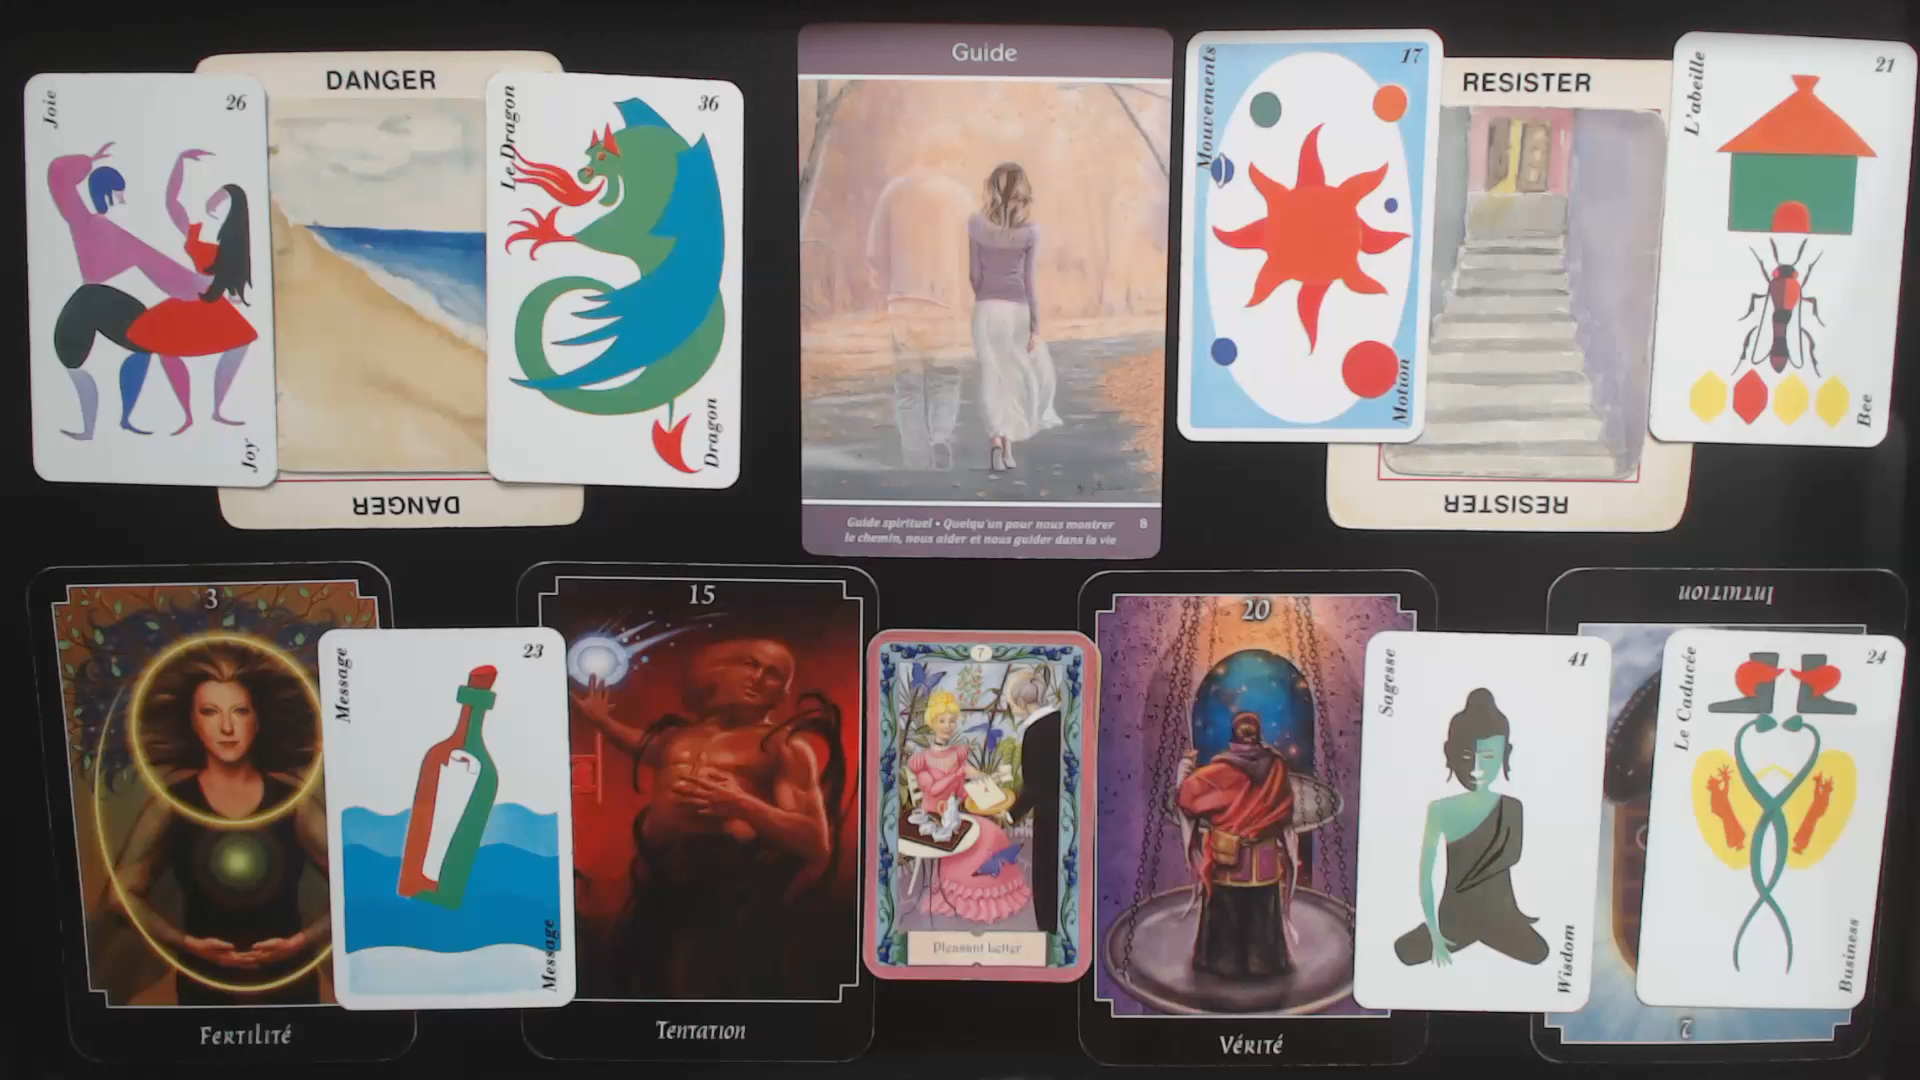 Joie
26
Joy
DANGER
DANGER
Le Dragon
36
Dragon
Guide
Guide spirituel • Quelqu'un pour nous montrer
le chemin, nous aider et nous guider dans la vie
8
Mouvements
17
Motion
RESISTER
RESISTER
L'abeille
21
Bee
3
Fertilité
Message
23
Message
15
Tentation
7
Pleasant Letter
20
Vérité
Sagesse
41
Wisdom
Intuition
2
Le Caducée
24
Business